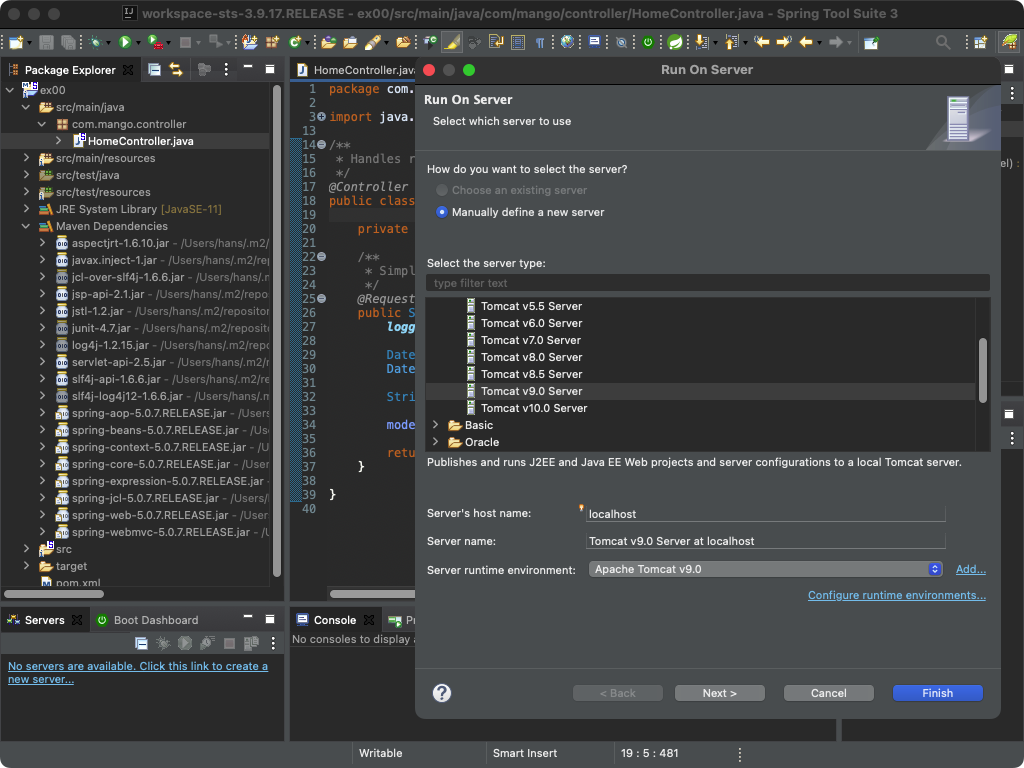 workspace-sts-3.9.17.RELEASE - ex00/src/main/java/com/mango/controller/HomeController.java - Spring Tool Suite 3
Package Explorer
ex00
src/main/java
com.mango.controller
HomeController.java
src/main/resources
src/test/java
src/test/resources
JRE System Library [JavaSE-11]
Maven Dependencies
aspectjrt-1.6.10.jar - /Users/hans/.m2/
javax.inject-1.jar - /Users/hans/.m2/rep
jcl-over-slf4j-1.6.6.jar - /Users/hans/.
jsp-api-2.1.jar - /Users/hans/.m2/repo
jstl-1.2.jar - /Users/hans/.m2/repositor
junit-4.7.jar - /Users/hans/.m2/reposito
log4j-1.2.15.jar - /Users/hans/.m2/rep
servlet-api-2.5.jar - /Users/hans/.m2/
slf4j-api-1.6.6.jar - /Users/hans/.m2/r
slf4j-log4j12-1.6.6.jar - /Users/hans/.
spring-aop-5.0.7.RELEASE.jar - /Users
spring-beans-5.0.7.RELEASE.jar - /Us
spring-context-5.0.7.RELEASE.jar - /U
spring-core-5.0.7.RELEASE.jar - /User
spring-expression-5.0.7.RELEASE.jar -
spring-jcl-5.0.7.RELEASE.jar - /Users/
spring-web-5.0.7.RELEASE.jar - /User
spring-webmvc-5.0.7.RELEASE.jar - /U
src
target
pom.xml
Servers
Boot Dashboard
No servers are available. Click this link to create a
new server...
HomeController.java
1 package com.
2
3 import java.
13
14 /**
15 * Handles r
16 */
17 @Controller
18 public class
19
20 private
21
22 /**
23 * Simpl
24 */
25 @Request
26 public S
27 logg
28
29 Date
30 Date
31
32 Stri
33
34 mode
35
36 retu
37 }
38
39 }
40
Console
Pr
No consoles to display a
Run On Server
Run On Server
Select which server to use
How do you want to select the server?
Choose an existing server
Manually define a new server
Select the server type:
type filter text
Tomcat v5.5 Server
Tomcat v6.0 Server
Tomcat v7.0 Server
Tomcat v8.0 Server
Tomcat v8.5 Server
Tomcat v9.0 Server
Tomcat v10.0 Server
Basic
Oracle
Publishes and runs J2EE and Java EE Web projects and server configurations to a local Tomcat server.
Server's host name: localhost
Server name: Tomcat v9.0 Server at localhost
Server runtime environment: Apache Tomcat v9.0 Add...
Configure runtime environments...
? < Back Next > Cancel Finish
el) :
Writable Smart Insert 19 : 5 : 481